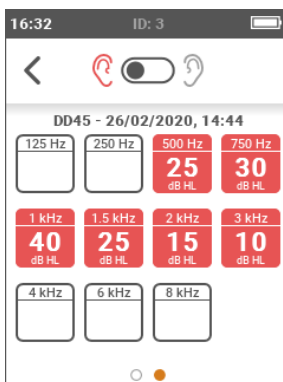 16:32 ID: 3
DD45 - 26/02/2020, 14:44
125 Hz 250 Hz 500 Hz 750 Hz
25 30
dB HL dB HL
1 kHz 1.5 kHz 2 kHz 3 kHz
40 25 15 10
dB HL dB HL dB HL dB HL
4 kHz 6 kHz 8 kHz